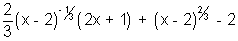 2/3(x - 2)^-⅓(2x + 1) + (x - 2)^⅔ - 2